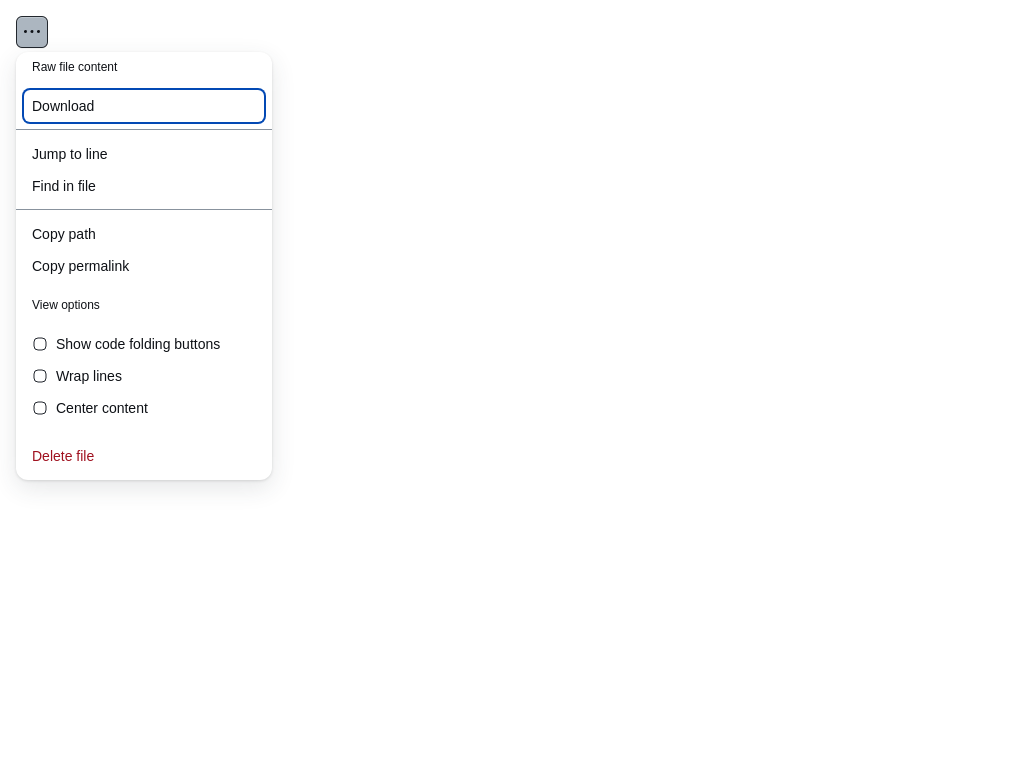 Raw file content
Download
Jump to line
Find in file
Copy path
Copy permalink
View options
Show code folding buttons
Wrap lines
Center content
Delete file